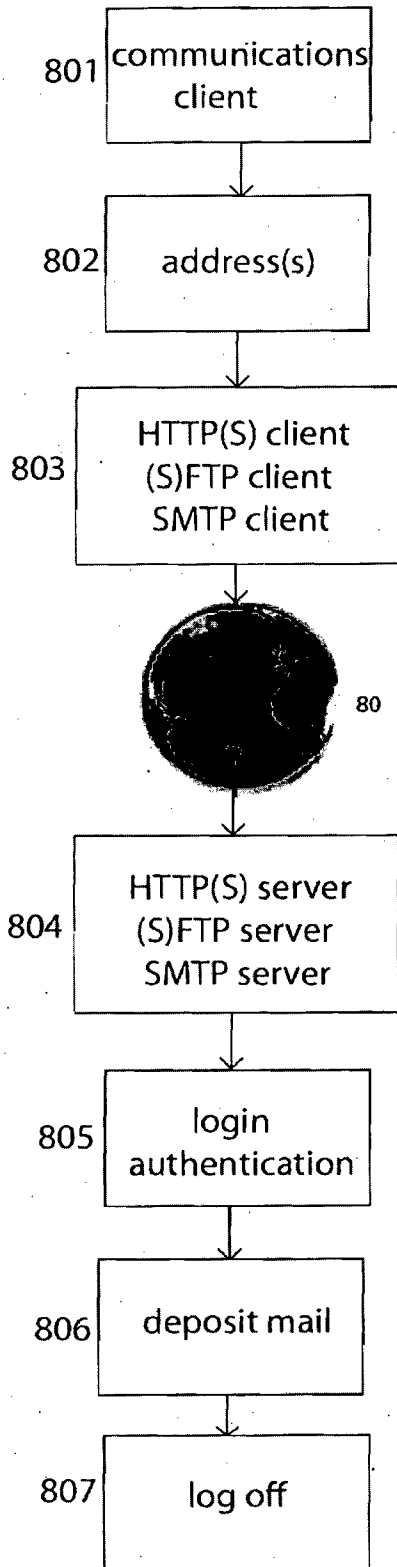 801 communications
client
802 address(s)
HTTP(S) client
803 (S)FTP client
SMTP client
80
HTTP(S) server
804 (S)FTP server
SMTP server
login
805 authentication
806 deposit mail
807 log off